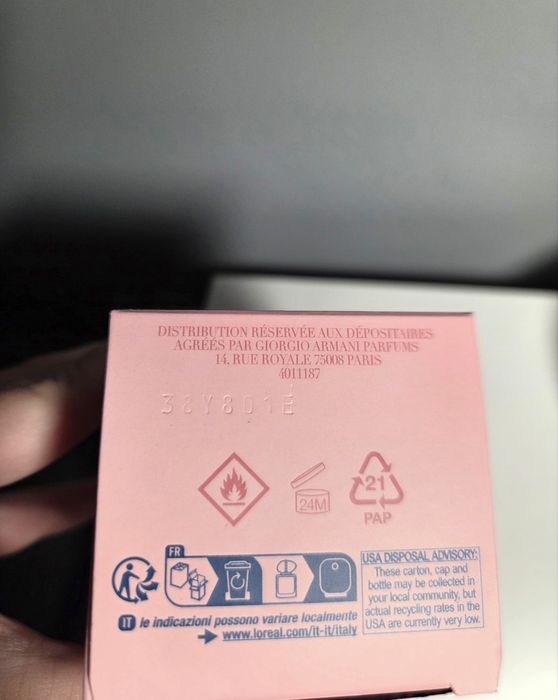 DISTRIBUTION RÉSERVÉE AUX DÉPOSITAIRES
AGRÉÉS PAR GIORGIO ARMANI PARFUMS
14, RUE ROYALE 75008 PARIS
4011187
38Y801E
24M
21
PAP
FR
IT le indicazioni possono variare localmente
www.loreal.com/it-it/italy
USA DISPOSAL ADVISORY:
These carton, cap and
bottle may be collected in
your local community, but
actual recycling rates in the
USA are currently very low.